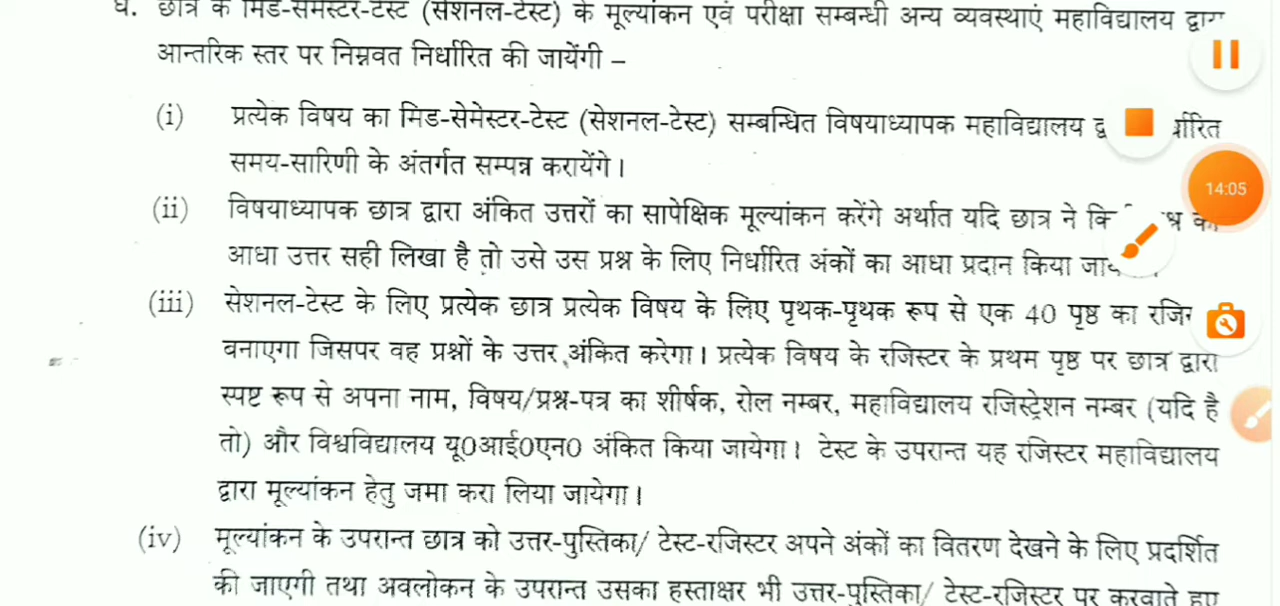 घ. छात्र के मिड-सेमेस्टर-टेस्ट (सेशनल-टेस्ट) के मूल्यांकन एवं परीक्षा सम्बन्धी अन्य व्यवस्थाएं महाविद्यालय द्वारा
आन्तरिक स्तर पर निम्नवत निर्धारित की जायेंगी –
(i) प्रत्येक विषय का मिड-सेमेस्टर-टेस्ट (सेशनल-टेस्ट) सम्बन्धित विषयाध्यापक महाविद्यालय
समय-सारिणी के अंतर्गत सम्पन्न करायेंगे।
(ii) विषयाध्यापक छात्र द्वारा अंकित उत्तरों का सापेक्षिक मूल्यांकन करेंगे अर्थात यदि छात्र ने
14:05
आधा उत्तर सही लिखा है तो उसे उस प्रश्न के लिए निर्धारित अंकों का आधा प्रदान किया
(iii) सेशनल-टेस्ट के लिए प्रत्येक छात्र प्रत्येक विषय के लिए पृथक-पृथक रूप से एक 40 पृष्ठ का
बनाएगा जिसपर वह प्रश्नों के उत्तर अंकित करेगा। प्रत्येक विषय के रजिस्टर के प्रथम पृष्ठ पर छात्र द्वारा
स्पष्ट रूप से अपना नाम, विषय/प्रश्न-पत्र का शीर्षक, रोल नम्बर, महाविद्यालय रजिस्ट्रेशन नम्बर (यदि है
तो) और विश्वविद्यालय यू0आई0एन0 अंकित किया जायेगा। टेस्ट के उपरान्त यह रजिस्टर महाविद्यालय
द्वारा मूल्यांकन हेतु जमा करा लिया जायेगा।
(iv) मूल्यांकन के उपरान्त छात्र को उत्तर-पुस्तिका/ टेस्ट-रजिस्टर अपने अंकों का वितरण देखने के लिए प्रदर्शित
की जाएगी तथा अवलोकन के उपरान्त उसका हस्ताक्षर भी उत्तर-पुस्तिका/ टेस्ट-रजिस्टर पर करवाते हुए